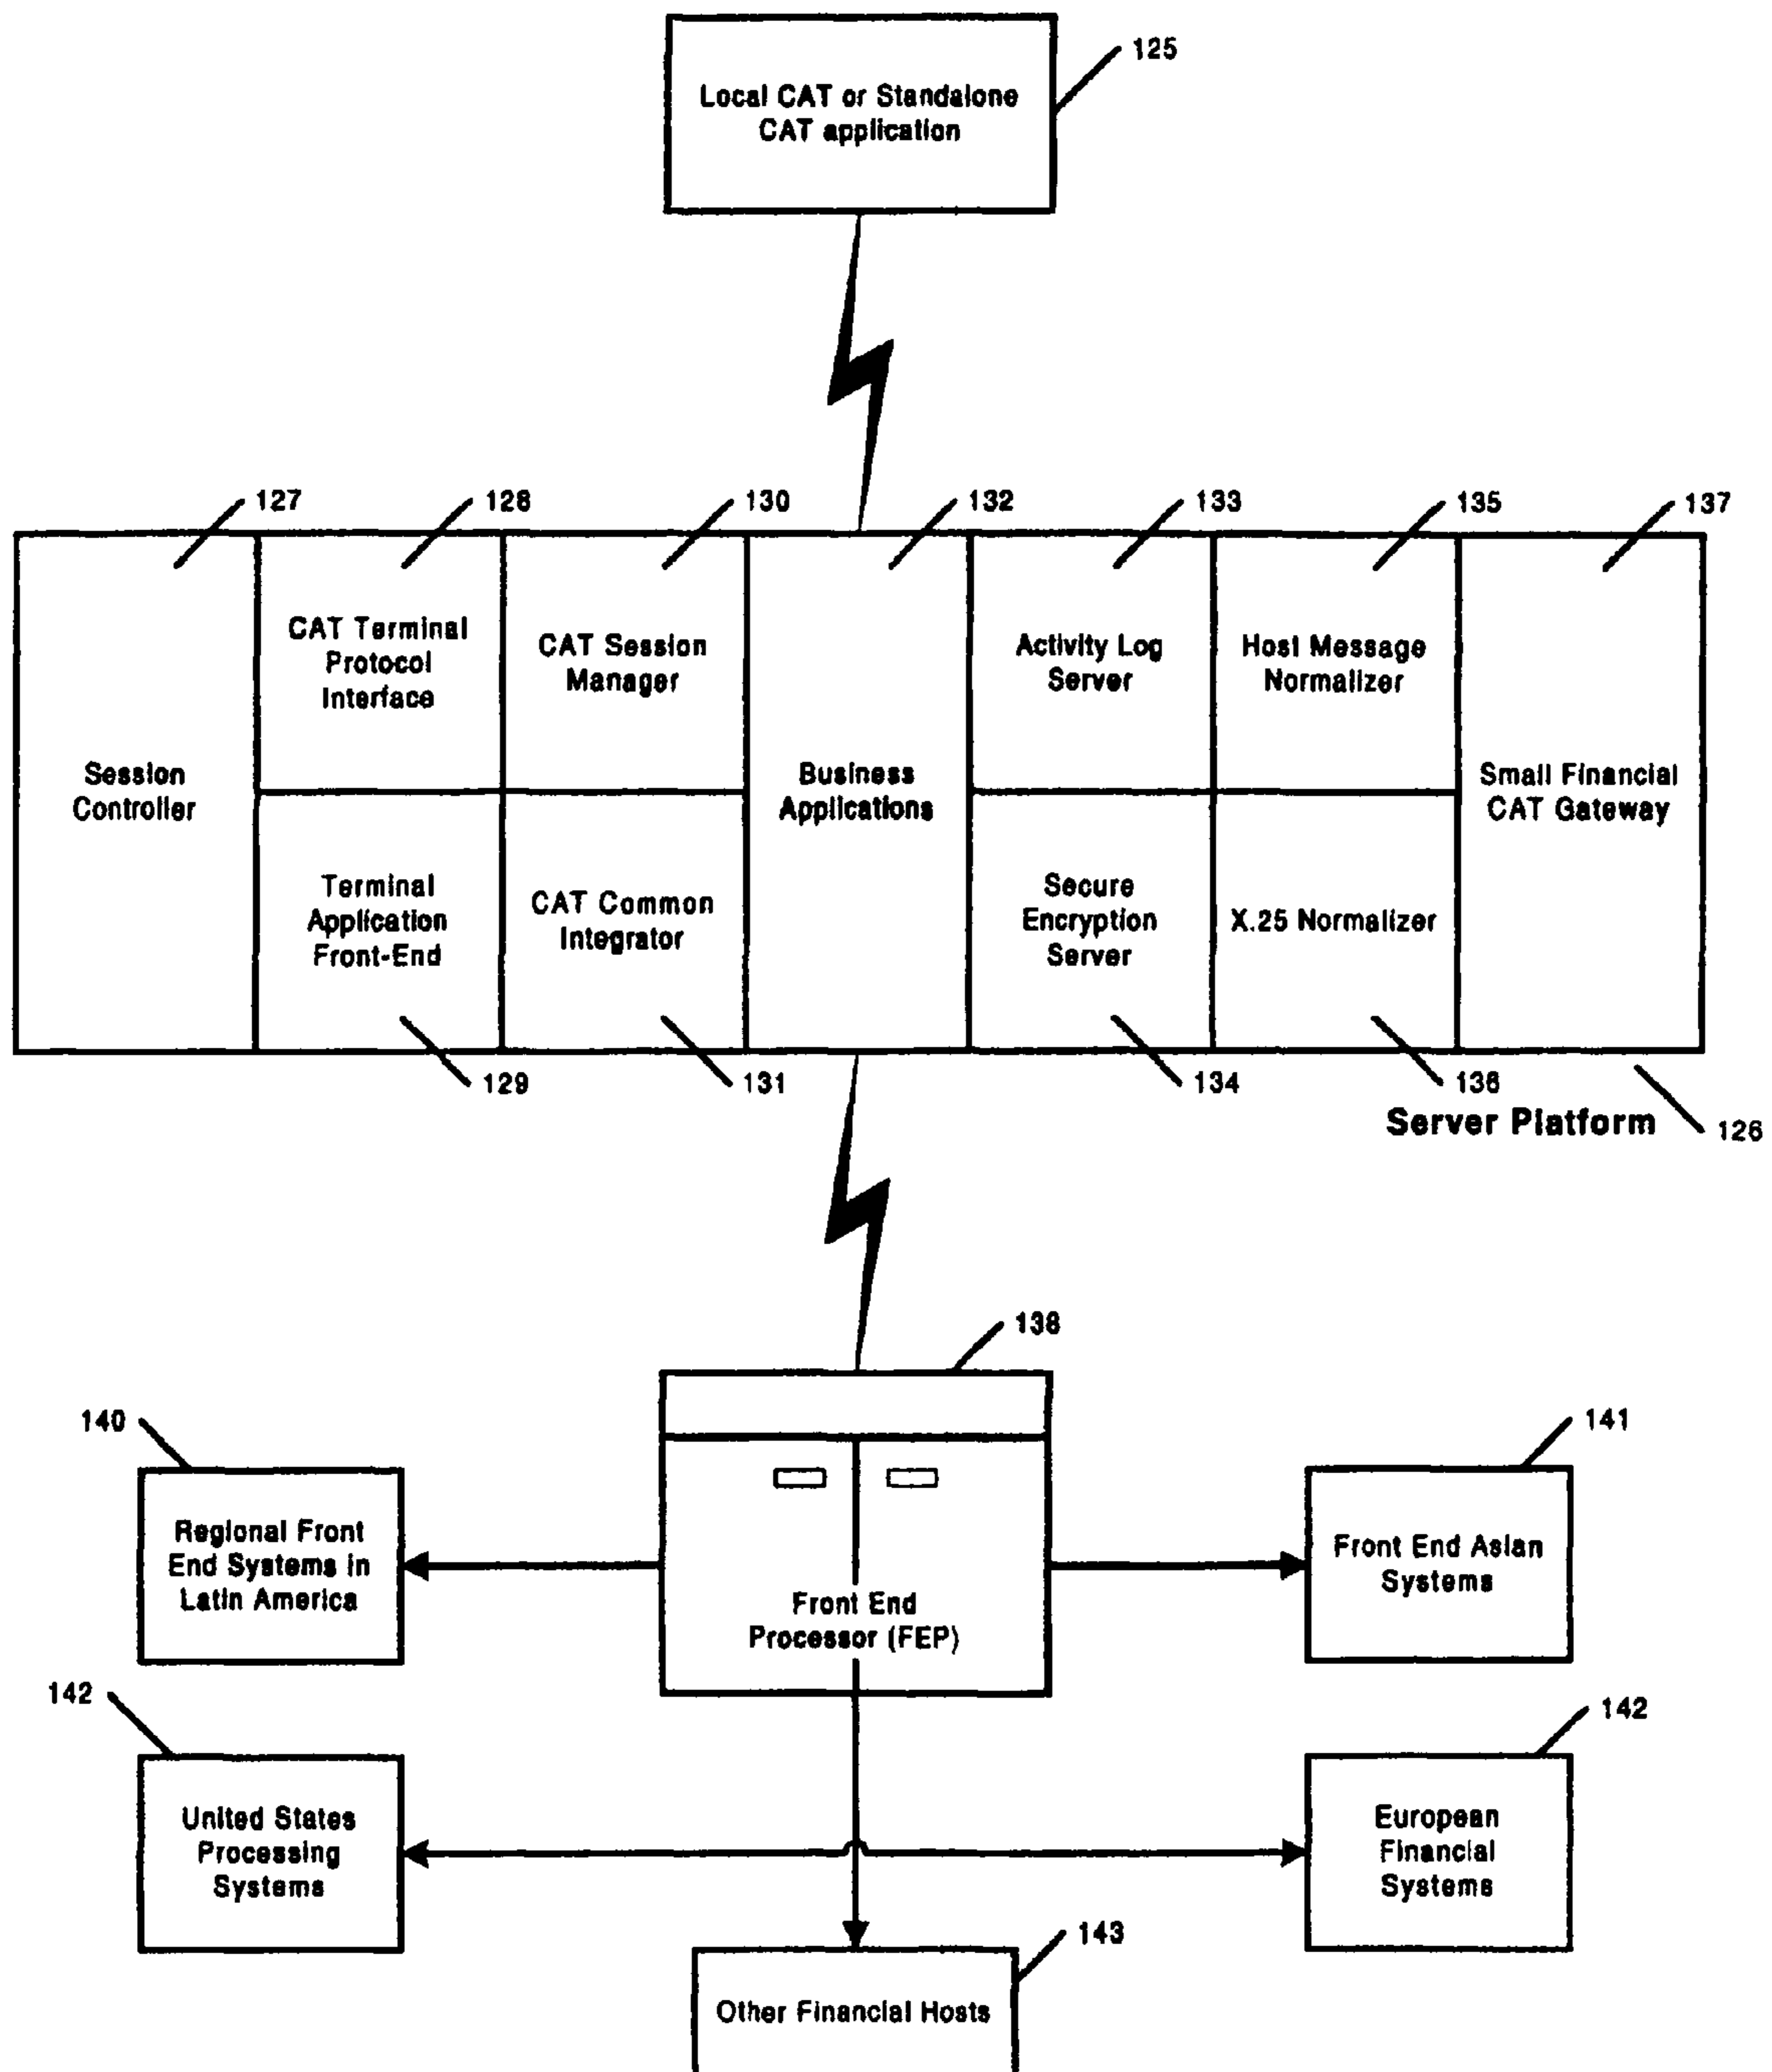 125
Local CAT or Standalone
CAT application
127
128
130
132
133
135
137
Session
Controller
CAT Terminal
Protocol
Interface
CAT Session
Manager
Business
Applications
Activity Log
Server
Host Message
Normalizer
Small Financial
CAT Gateway
Terminal
Application
Front-End
CAT Common
Integrator
Secure
Encryption
Server
X.25 Normalizer
129
131
134
136
Server Platform
126
138
140
141
Regional Front
End Systems in
Latin America
Front End
Processor (FEP)
Front End Asian
Systems
142
142
United States
Processing
Systems
European
Financial
Systems
143
Other Financial Hosts